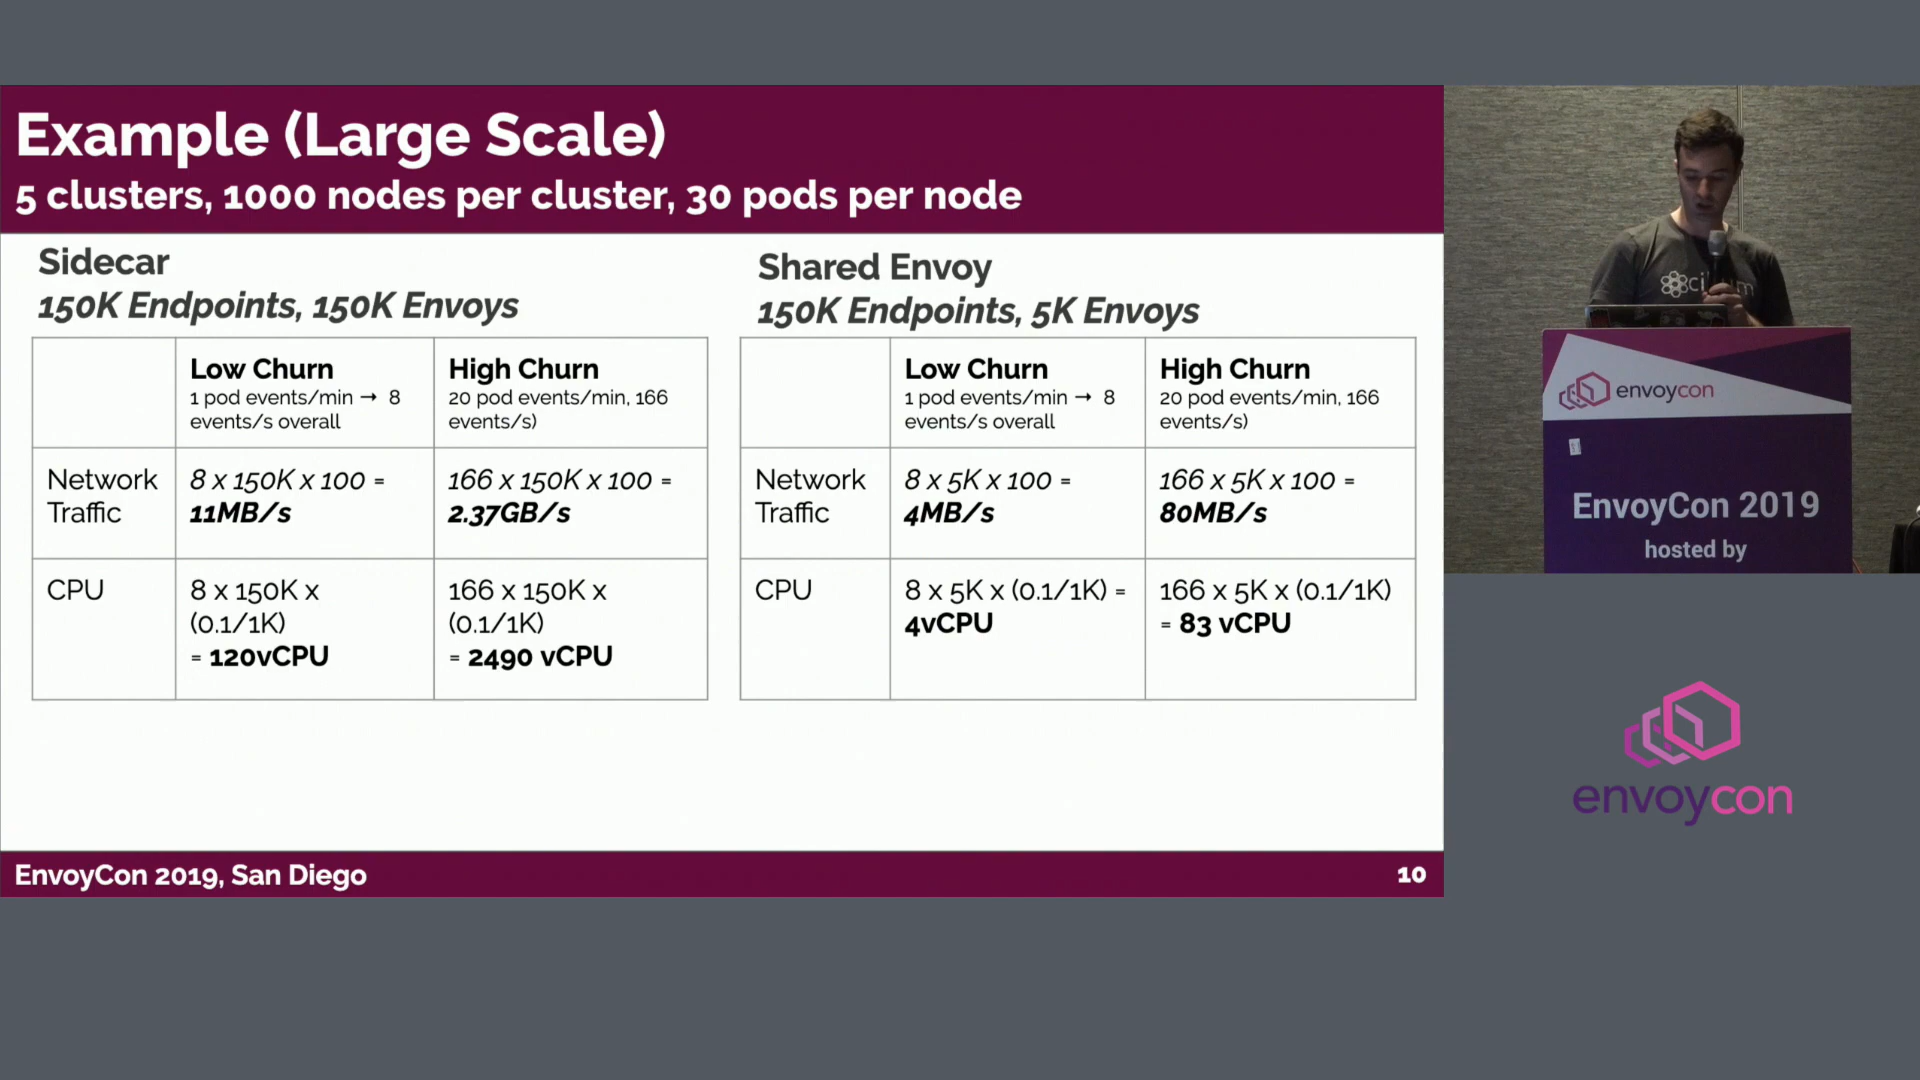 Example (Large Scale)
5 clusters, 1000 nodes per cluster, 30 pods per node
Sidecar
150K Endpoints, 150K Envoys
Low Churn
1 pod events/min → 8
events/s overall
High Churn
20 pod events/min, 166
events/s)
Network
Traffic
8 x 150K x 100 =
11MB/s
166 x 150K x 100 =
2.37GB/s
CPU
8 x 150K x
(0.1/1K)
= 120vCPU
166 x 150K x
(0.1/1K)
= 2490 vCPU
Shared Envoy
150K Endpoints, 5K Envoys
Low Churn
1 pod events/min → 8
events/s overall
High Churn
20 pod events/min, 166
events/s)
Network
Traffic
8 x 5K x 100 =
4MB/s
166 x 5K x 100 =
80MB/s
CPU
8 x 5K x (0.1/1K) =
4vCPU
166 x 5K x (0.1/1K)
= 83 vCPU
EnvoyCon 2019, San Diego
10
envoycon
EnvoyCon 2019
hosted by
envoycon